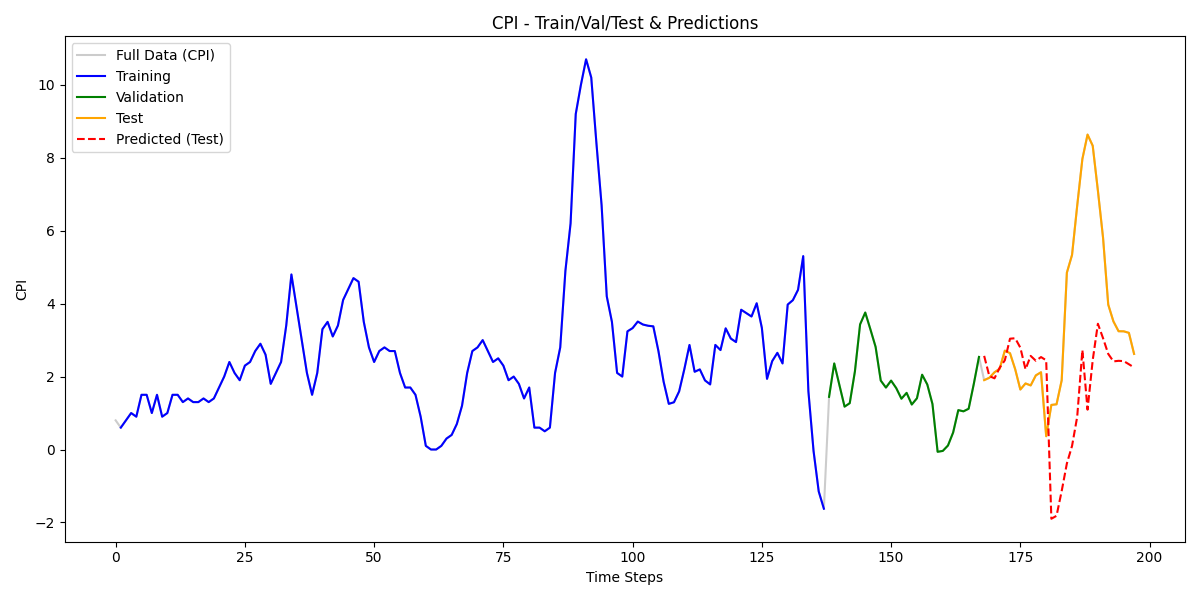 CPI - Train/Val/Test & Predictions
Full Data (CPI)
Training
Validation
Test
Predicted (Test)
CPI
10
8
6
4
2
0
−2
0 25 50 75 100 125 150 175 200
Time Steps